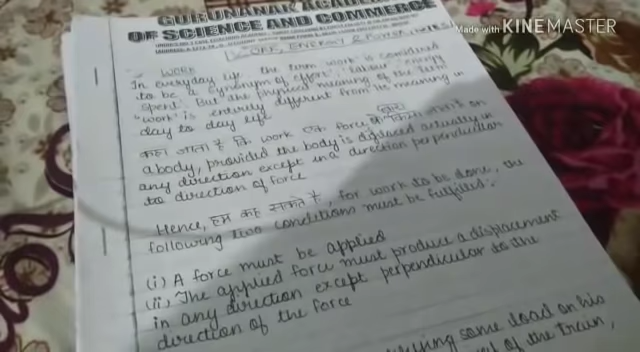 Made with KINEMASTER
GURUNANAK ACADEMY
OF SCIENCE AND COMMERCE
WORK, ENERGY & POWER
WORK
In everyday life the term work is considered
to be a synonym of effort, labour, energy
spent. But the physical meaning of the term
"work" is entirely different from its meaning in
day to day life
कहा जाता है कि work एक force द्वारा किया जाता है on
a body, provided the body is displaced actually in
any direction except in a direction perpendicular
to direction of force
Hence, हम कह सकते हैं, for work to be done, the
following two conditions must be fulfilled:
(i) A force must be applied
(ii) The applied force must produce a displacement
in any direction except perpendicular to the
direction of the force
some load on his
of the train,